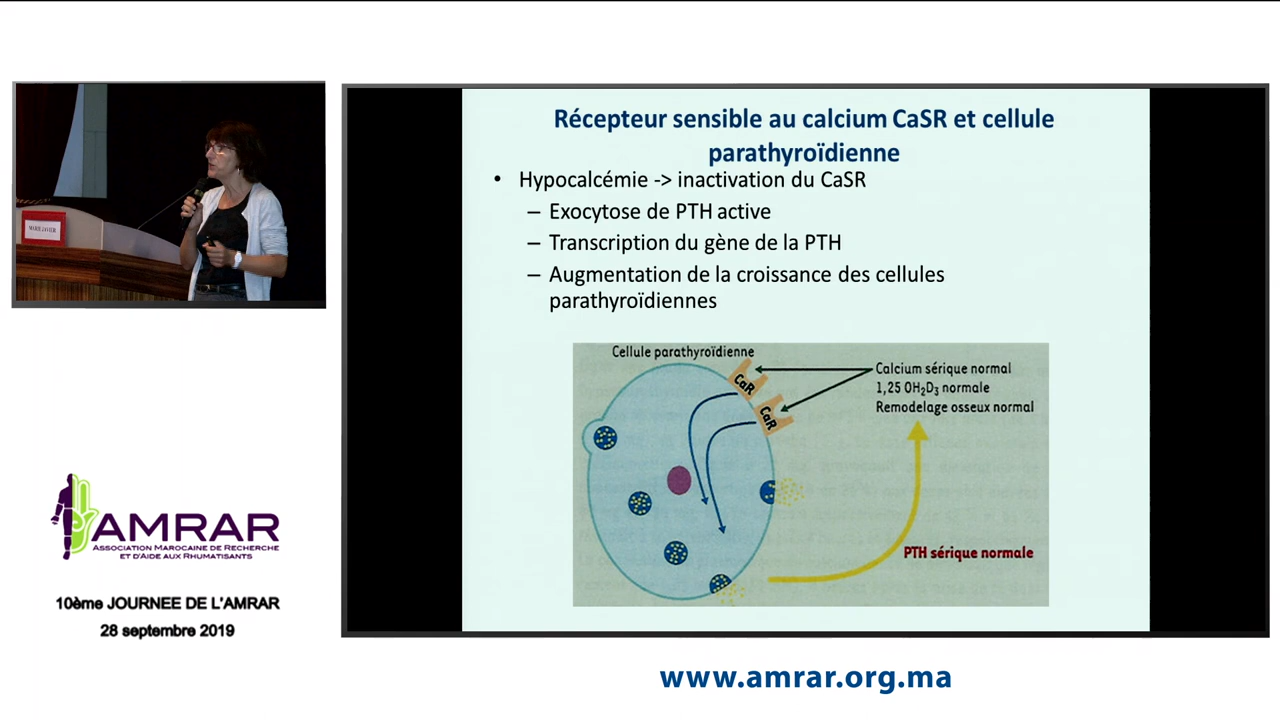 Récepteur sensible au calcium CaSR et cellule
parathyroïdienne
• Hypocalcémie -> inactivation du CaSR
– Exocytose de PTH active
– Transcription du gène de la PTH
– Augmentation de la croissance des cellules
parathyroïdiennes
Cellule parathyroïdienne
CaR
CaR
Calcium sérique normal
1,25 OH₂D₃ normale
Remodelage osseux normal
PTH sérique normale
MARIE JAVIER
AMRAR
ASSOCIATION MAROCAINE DE RECHERCHE
ET D'AIDE AUX RHUMATISANTS
10ème JOURNEE DE L'AMRAR
28 septembre 2019
www.amrar.org.ma